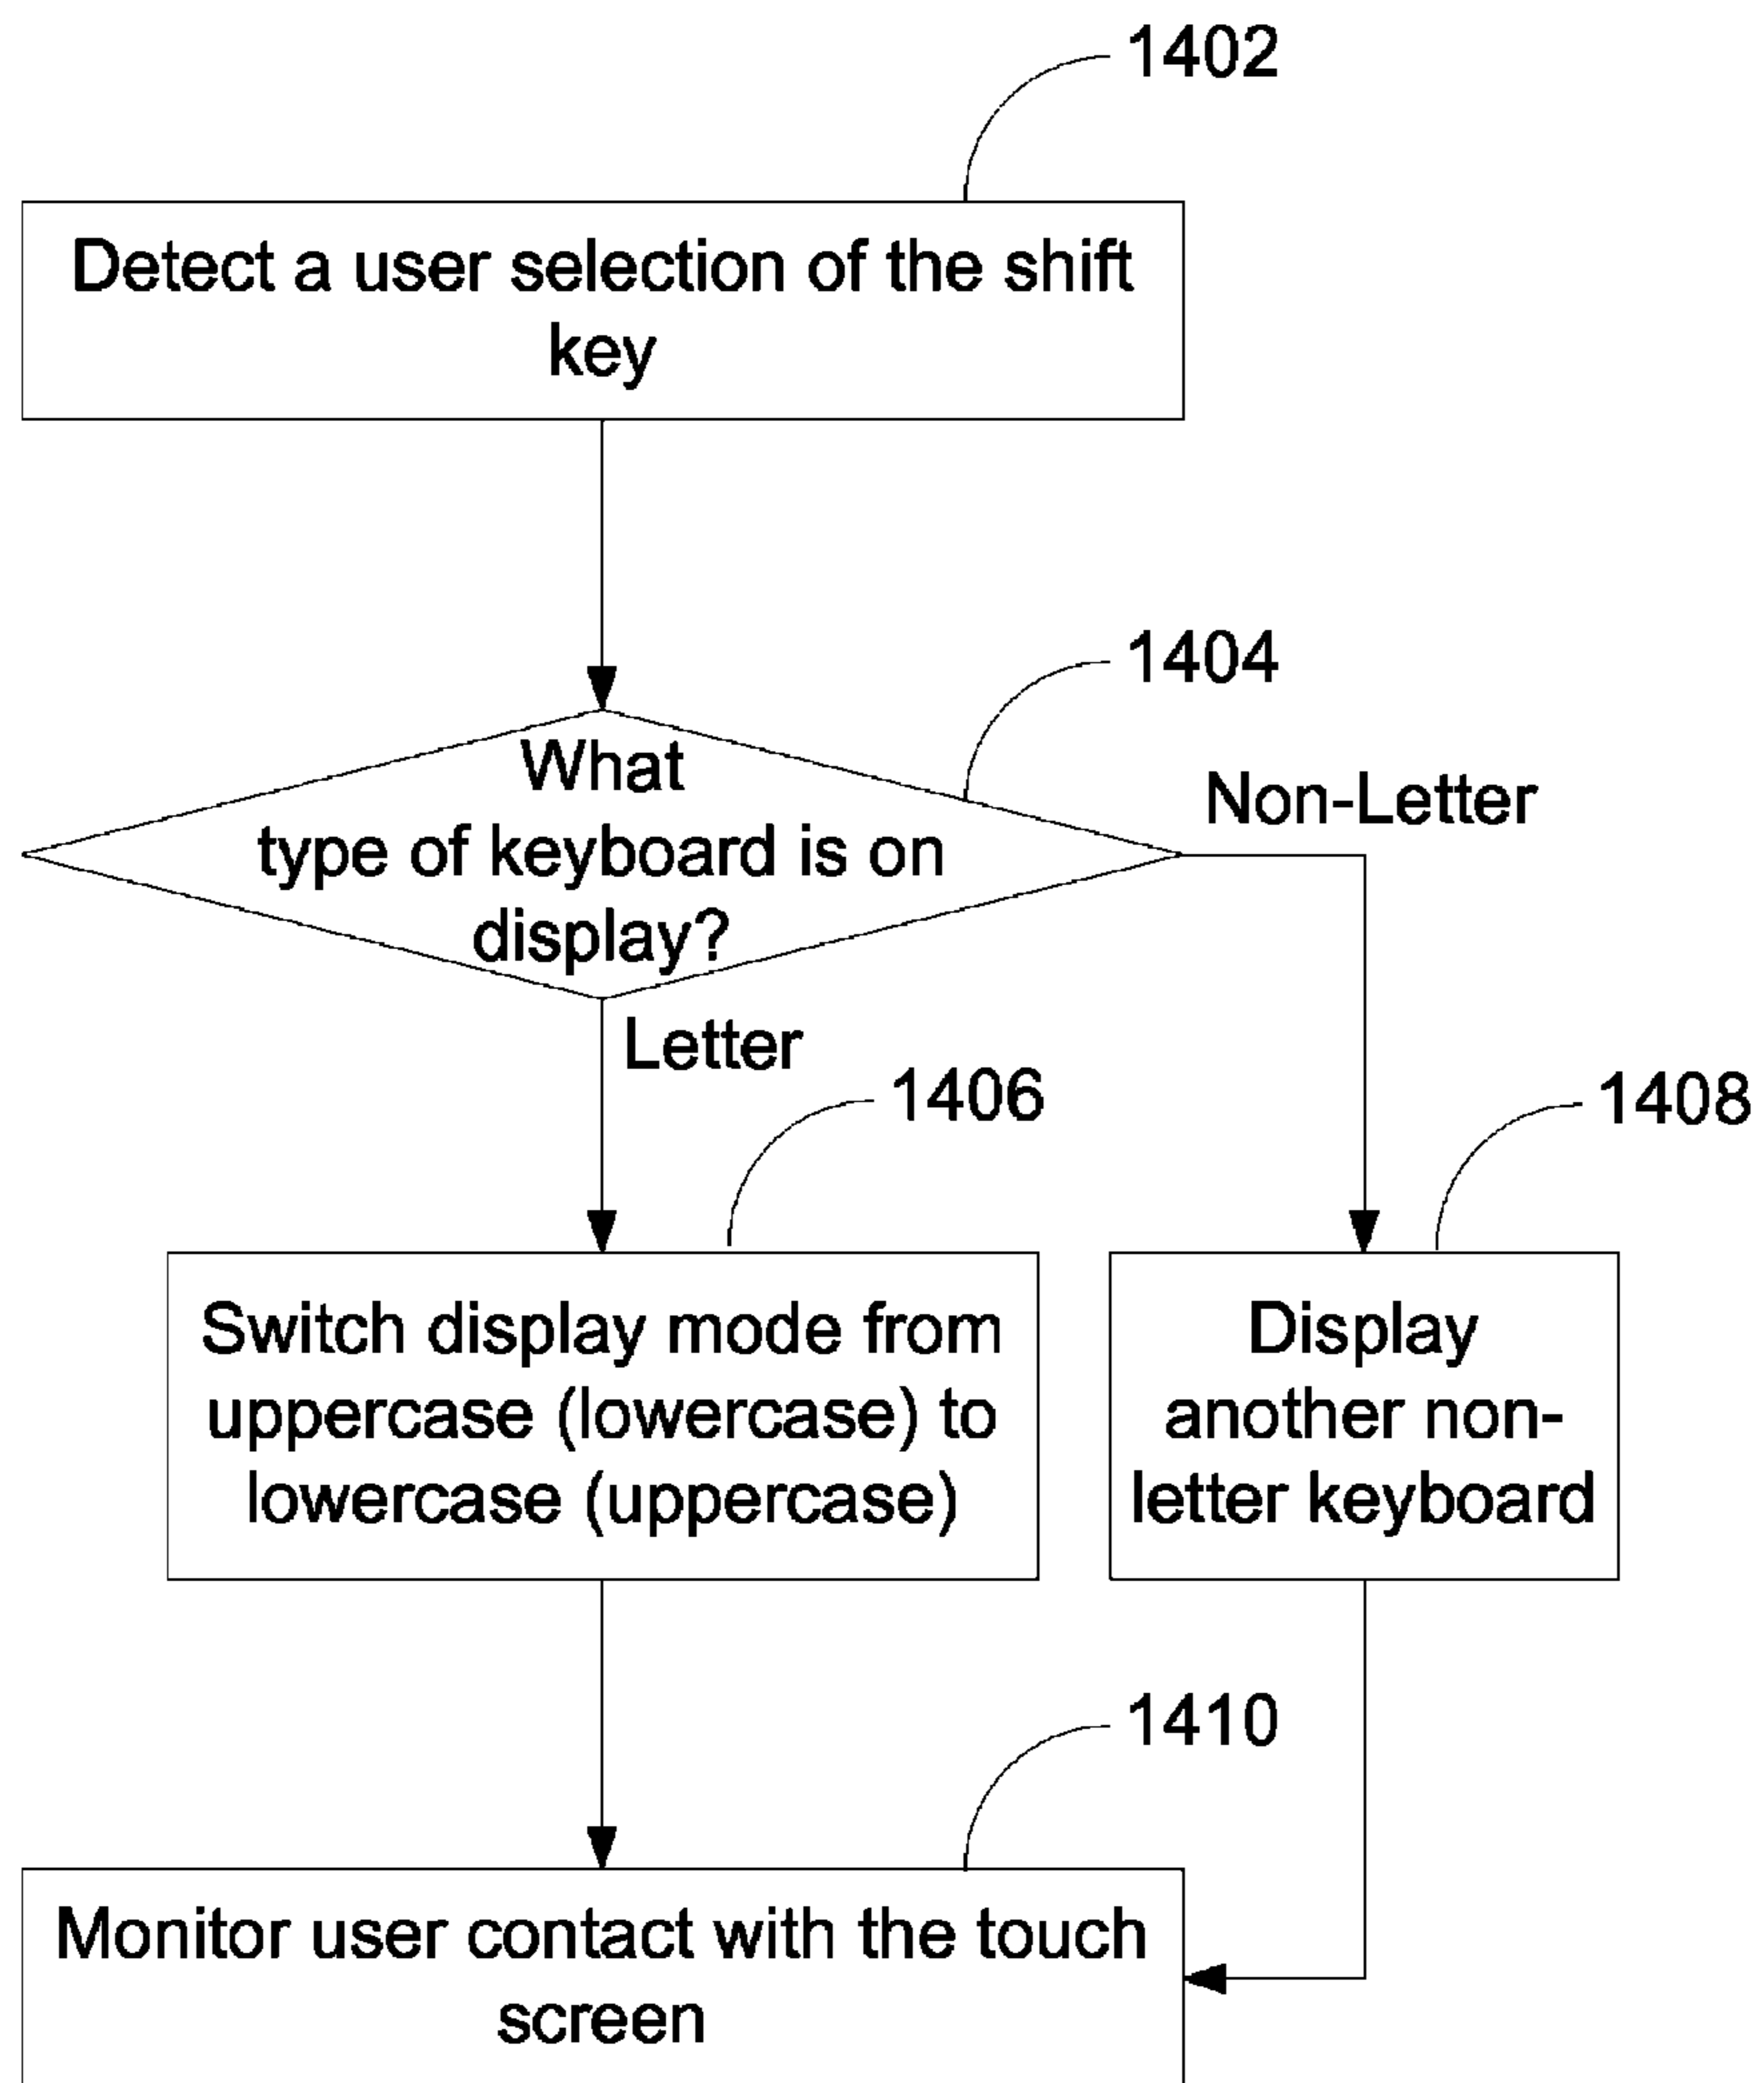 1402
Detect a user selection of the shift
key
1404
What
type of keyboard is on
display?
Non-Letter
Letter
1406
1408
Switch display mode from
uppercase (lowercase) to
lowercase (uppercase)
Display
another non-
letter keyboard
1410
Monitor user contact with the touch
screen